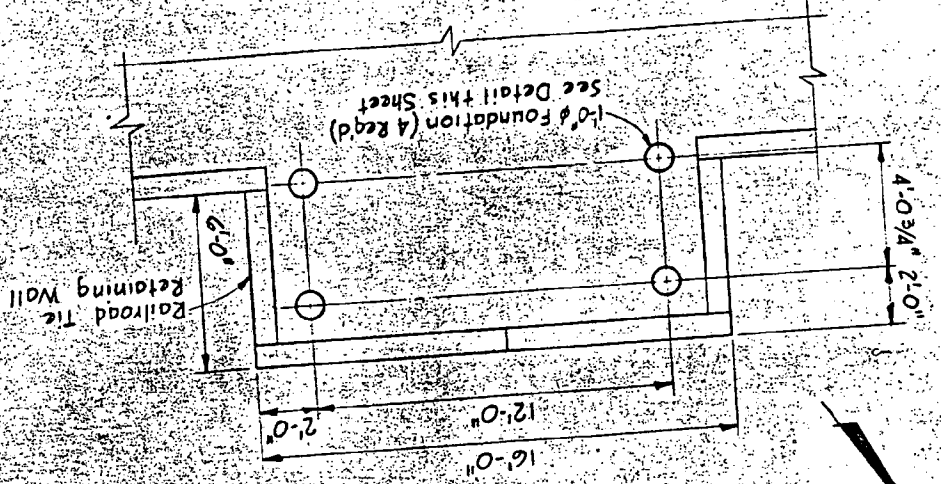 16'-0"
12'-0"
2'-0"
Railroad Tie
Retaining Wall
6'-0"
2'-0"
4'-0 3/4"
1'-0" φ Foundation (4 Req'd)
See Detail this Sheet